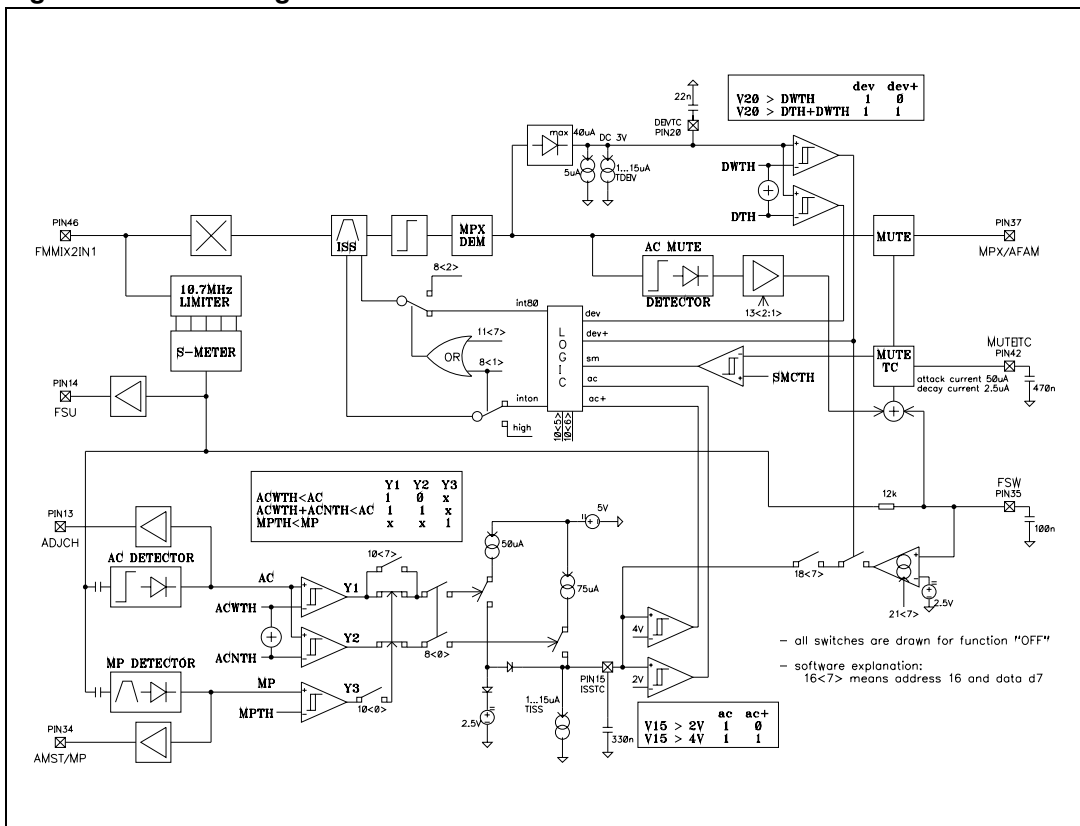 dev dev+
V20 > DWTH 1 0
V20 > DTH+DWTH 1 1
22n
DEVTC
PIN20
max 40uA
DC 3V
5uA
1...15uA
TDEV
DWTH
DTH
PIN46
FMMIX2IN1
ISS
MPX
DEM
MUTE
PIN37
MPX/AFAM
AC MUTE
DETECTOR
13<2:1>
10.7MHz
LIMITER
S-METER
8<2>
int80
11<7>
OR
8<1>
inton
high
LOGIC
10<5>
10<6>
dev
dev+
sm
ac
ac+
SMCTH
MUTE
TC
MUTETC
PIN42
attack current 50uA
decay current 2.5uA
470n
PIN14
FSU
Y1 Y2 Y3
ACWTH<AC 1 0 x
ACWTH+ACNTH<AC 1 1 x
MPTH<MP x x 1
12k
FSW
PIN35
100n
PIN13
ADJCH
AC DETECTOR
AC
ACWTH
ACNTH
10<7>
Y1
Y2
8<0>
50uA
5V
75uA
18<7>
21<7>
2.5V
4V
2V
- all switches are drawn for function "OFF"
- software explanation:
16<7> means address 16 and data d7
MP DETECTOR
MP
MPTH
Y3
10<0>
2.5V
1...15uA
TISS
PIN15
ISSTC
330n
ac ac+
V15 > 2V 1 0
V15 > 4V 1 1
PIN34
AMST/MP